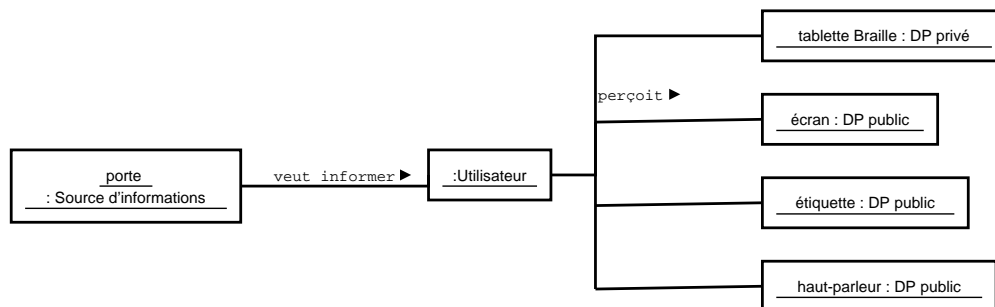 tablette Braille : DP privé
perçoit ►
écran : DP public
porte
: Source d'informations
veut informer ►
:Utilisateur
étiquette : DP public
haut-parleur : DP public